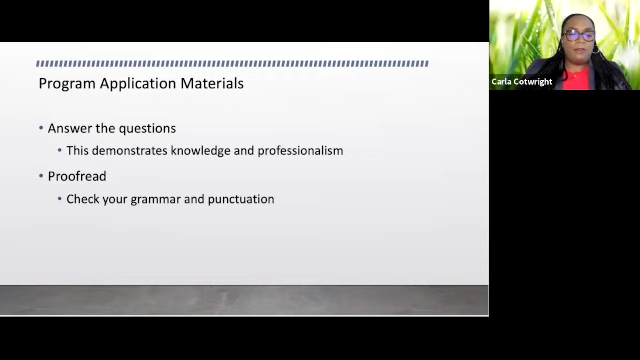 Program Application Materials
• Answer the questions
• This demonstrates knowledge and professionalism
• Proofread
• Check your grammar and punctuation
Carla Cotwright